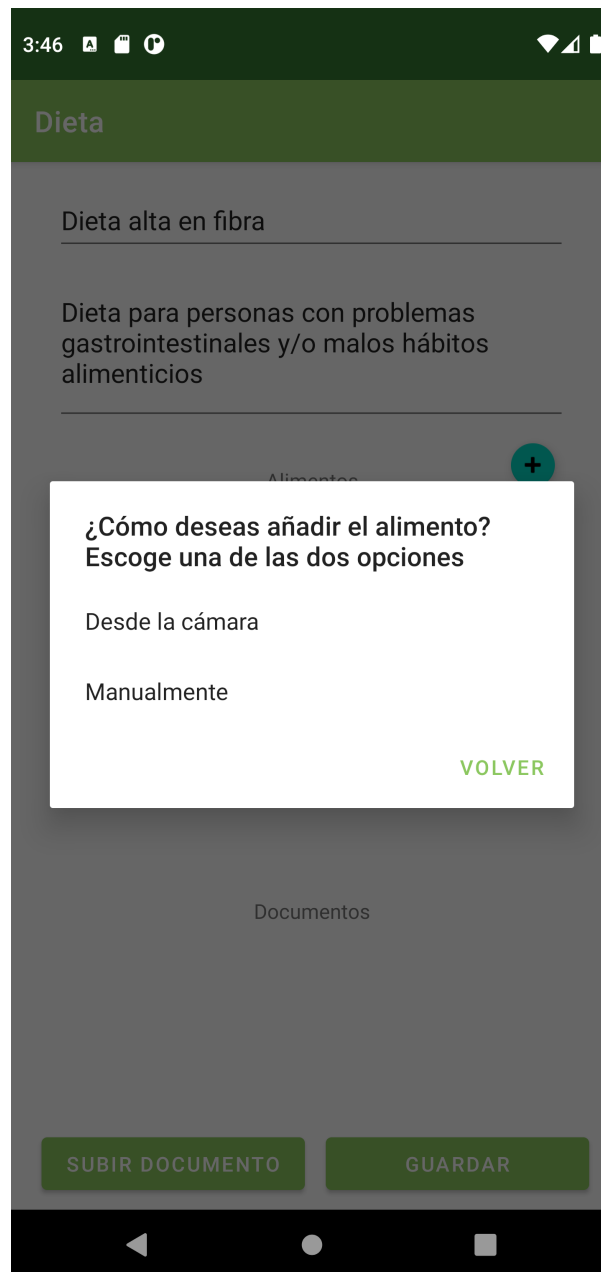 3:46
Dieta
Dieta alta en fibra
Dieta para personas con problemas
gastrointestinales y/o malos hábitos
alimenticios
Alimentos
¿Cómo deseas añadir el alimento?
Escoge una de las dos opciones
Desde la cámara
Manualmente
VOLVER
Documentos
SUBIR DOCUMENTO
GUARDAR